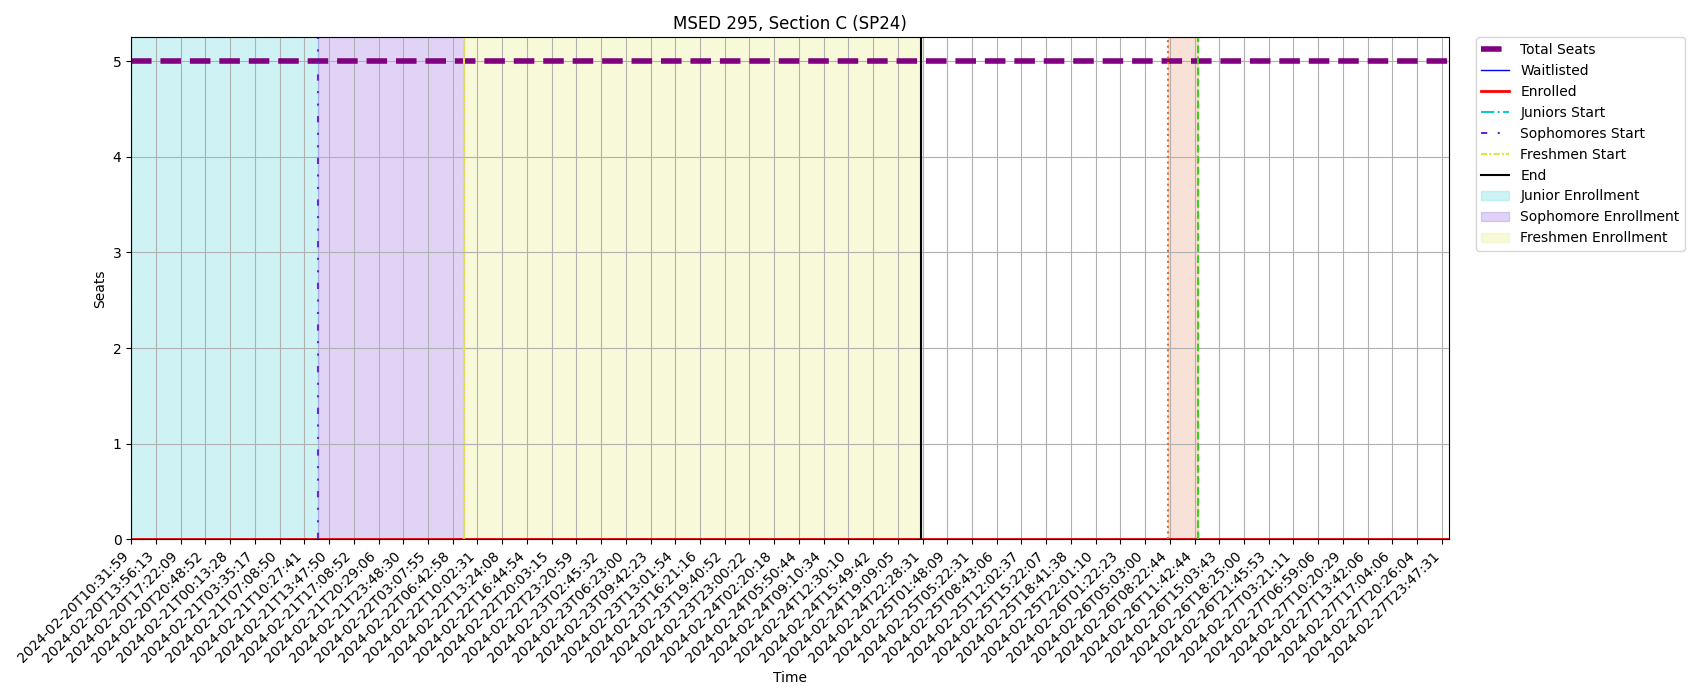 MSED 295, Section C (SP24)
Seats
5
4
3
2
1
0
2024-02-20T10:31:59
2024-02-20T13:56:13
2024-02-20T17:22:09
2024-02-20T20:48:52
2024-02-21T00:13:28
2024-02-21T03:35:17
2024-02-21T07:08:50
2024-02-21T10:27:41
2024-02-21T13:47:50
2024-02-21T17:08:52
2024-02-21T20:29:06
2024-02-21T23:48:30
2024-02-22T03:07:55
2024-02-22T06:42:58
2024-02-22T10:02:31
2024-02-22T13:24:08
2024-02-22T16:44:54
2024-02-22T20:03:15
2024-02-22T23:20:59
2024-02-23T02:45:32
2024-02-23T06:23:00
2024-02-23T09:42:23
2024-02-23T13:01:54
2024-02-23T16:21:16
2024-02-23T19:40:52
2024-02-23T23:00:22
2024-02-24T02:20:18
2024-02-24T05:50:44
2024-02-24T09:10:34
2024-02-24T12:30:10
2024-02-24T15:49:42
2024-02-24T19:09:05
2024-02-24T22:28:31
2024-02-25T01:48:09
2024-02-25T05:22:31
2024-02-25T08:43:06
2024-02-25T12:02:37
2024-02-25T15:22:07
2024-02-25T18:41:38
2024-02-25T22:01:10
2024-02-26T01:22:23
2024-02-26T05:03:00
2024-02-26T08:22:44
2024-02-26T11:42:44
2024-02-26T15:03:43
2024-02-26T18:25:00
2024-02-26T21:45:53
2024-02-27T03:21:11
2024-02-27T06:59:06
2024-02-27T10:20:29
2024-02-27T13:42:06
2024-02-27T17:04:06
2024-02-27T20:26:04
2024-02-27T23:47:31
Time
Total Seats
Waitlisted
Enrolled
Juniors Start
Sophomores Start
Freshmen Start
End
Junior Enrollment
Sophomore Enrollment
Freshmen Enrollment